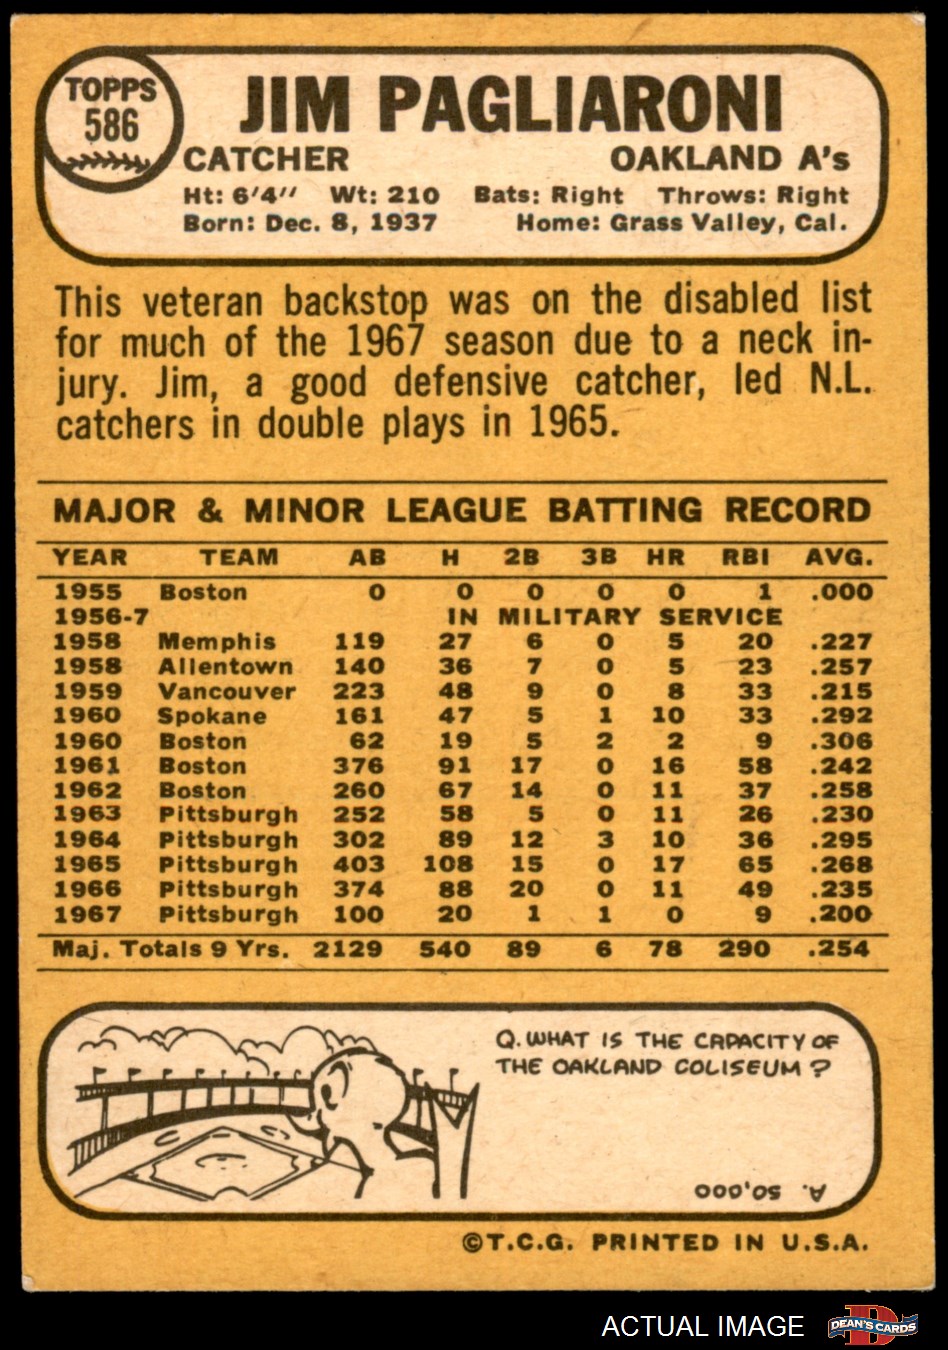 TOPPS
586
JIM PAGLIARONI
CATCHER OAKLAND A's
Ht: 6'4" Wt: 210 Bats: Right Throws: Right
Born: Dec. 8, 1937 Home: Grass Valley, Cal.
This veteran backstop was on the disabled list
for much of the 1967 season due to a neck in-
jury. Jim, a good defensive catcher, led N.L.
catchers in double plays in 1965.
MAJOR & MINOR LEAGUE BATTING RECORD
YEAR TEAM AB H 2B 3B HR RBI AVG.
1955 Boston 0 0 0 0 0 1 .000
1956-7 IN MILITARY SERVICE
1958 Memphis 119 27 6 0 5 20 .227
1958 Allentown 140 36 7 0 5 23 .257
1959 Vancouver 223 48 9 0 8 33 .215
1960 Spokane 161 47 5 1 10 33 .292
1960 Boston 62 19 5 2 2 9 .306
1961 Boston 376 91 17 0 16 58 .242
1962 Boston 260 67 14 0 11 37 .258
1963 Pittsburgh 252 58 5 0 11 26 .230
1964 Pittsburgh 302 89 12 3 10 36 .295
1965 Pittsburgh 403 108 15 0 17 65 .268
1966 Pittsburgh 374 88 20 0 11 49 .235
1967 Pittsburgh 100 20 1 1 0 9 .200
Maj. Totals 9 Yrs. 2129 540 89 6 78 290 .254
Q. WHAT IS THE CAPACITY OF
THE OAKLAND COLISEUM?
A. 50,000
©T.C.G. PRINTED IN U.S.A.
ACTUAL IMAGE DEAN'S CARDS